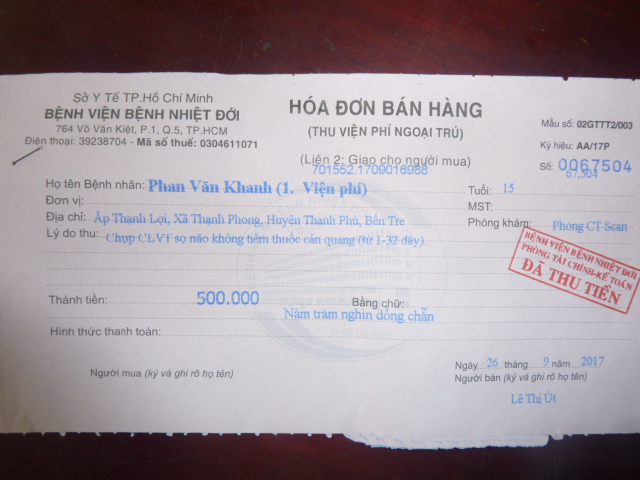 Sở Y Tế TP.Hồ Chí Minh
BỆNH VIỆN BỆNH NHIỆT ĐỚI
764 Võ Văn Kiệt, P.1, Q.5, TP.HCM
Điện thoại: 39238704 - Mã số thuế: 0304611071
HÓA ĐƠN BÁN HÀNG
(THU VIỆN PHÍ NGOẠI TRÚ)
(Liên 2: Giao cho người mua)
701552.1709016988
Mẫu số: 02GTTT2/003
Ký hiệu: AA/17P
Số: 0067504
67,504
Họ tên Bệnh nhân: Phan Văn Khanh (1. Viện phí) Tuổi: 15
Đơn vị: MST:
Địa chỉ: Ấp Thạnh Lợi, Xã Thạnh Phong, Huyện Thạnh Phú, Bến Tre Phòng khám: Phòng CT Scan
Lý do thu: Chụp CLVT sọ não không tiêm thuốc cản quang (từ 1-32 dãy)
BỆNH VIỆN BỆNH NHIỆT ĐỚI
PHÒNG TÀI CHÍNH-KẾ TOÁN
ĐÃ THU TIỀN
Thành tiền: 500.000 Bằng chữ:
Năm trăm nghìn đồng chẵn
Hình thức thanh toán:
Ngày 26 tháng 9 năm 2017
Người mua (ký và ghi rõ họ tên) Người bán (ký và ghi rõ họ tên)
Lê Thị Út